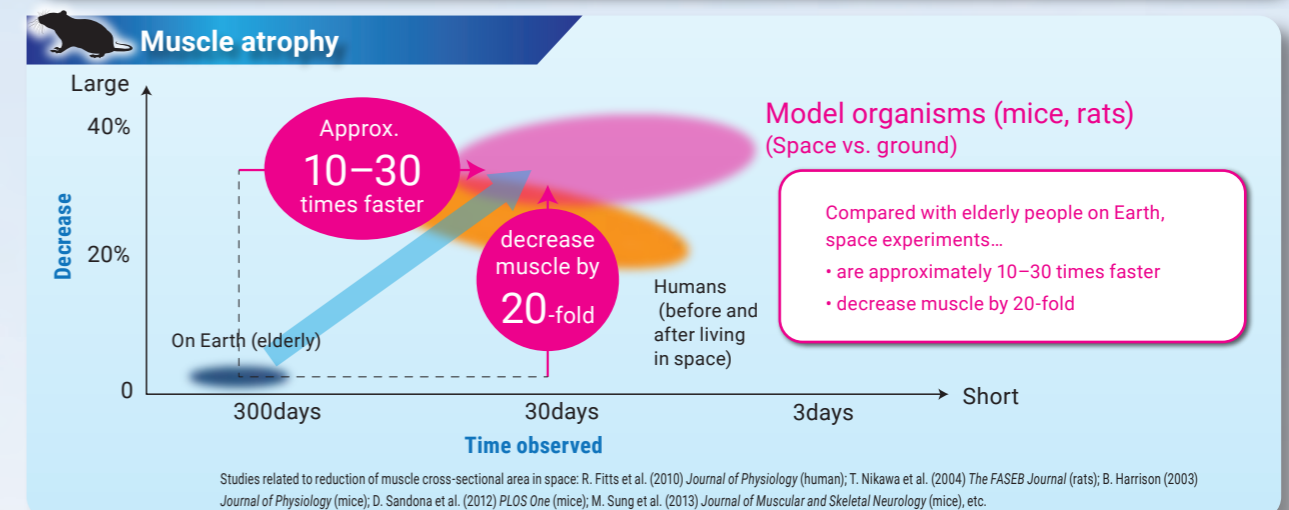 Muscle atrophy
Large
40%
20%
0
Decrease
Approx.
10–30
times faster
decrease
muscle by
20-fold
On Earth (elderly)
Humans
(before and
after living
in space)
Model organisms (mice, rats)
(Space vs. ground)
Compared with elderly people on Earth,
space experiments…
• are approximately 10–30 times faster
• decrease muscle by 20-fold
300days
30days
3days
Short
Time observed
Studies related to reduction of muscle cross-sectional area in space: R. Fitts et al. (2010) Journal of Physiology (human); T. Nikawa et al. (2004) The FASEB Journal (rats); B. Harrison (2003)
Journal of Physiology (mice); D. Sandona et al. (2012) PLOS One (mice); M. Sung et al. (2013) Journal of Muscular and Skeletal Neurology (mice), etc.